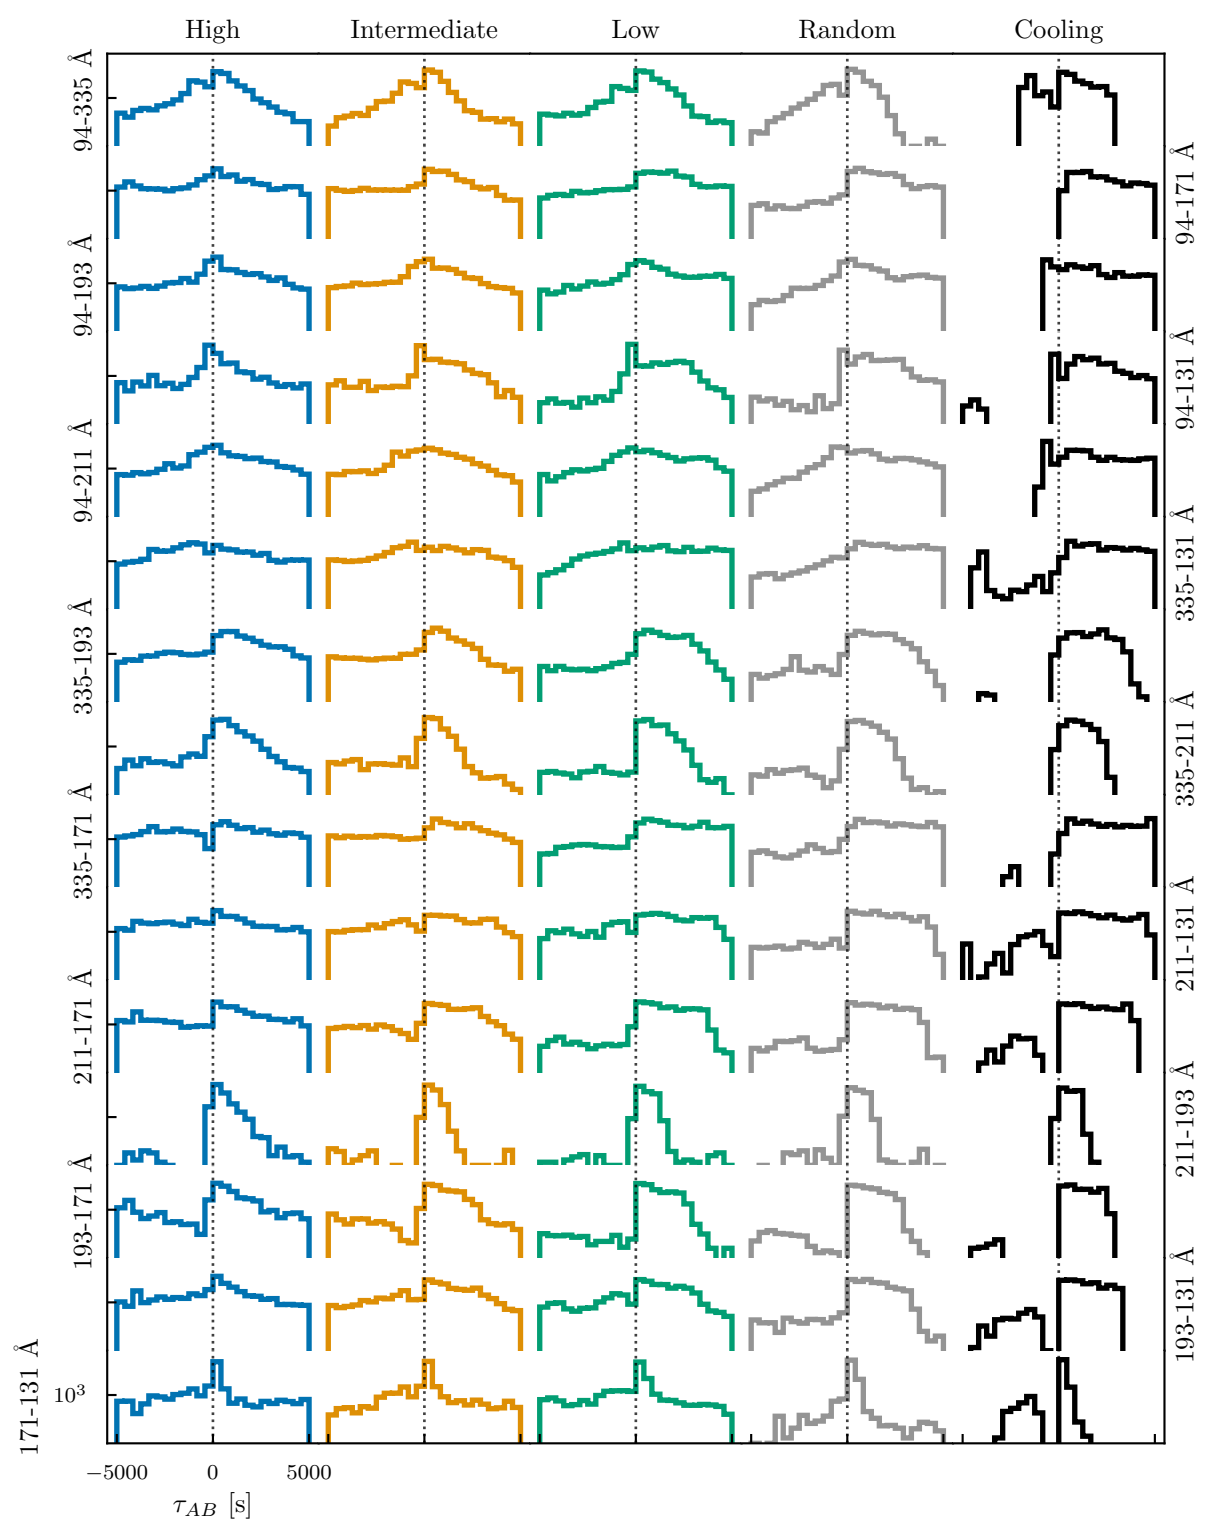 High Intermediate Low Random Cooling
94-335 Å
94-171 Å
94-193 Å
94-131 Å
94-211 Å
335-131 Å
335-193 Å
335-211 Å
335-171 Å
211-131 Å
211-171 Å
211-193 Å
193-171 Å
193-131 Å
171-131 Å
10³
−5000 0 5000
τ_AB [s]